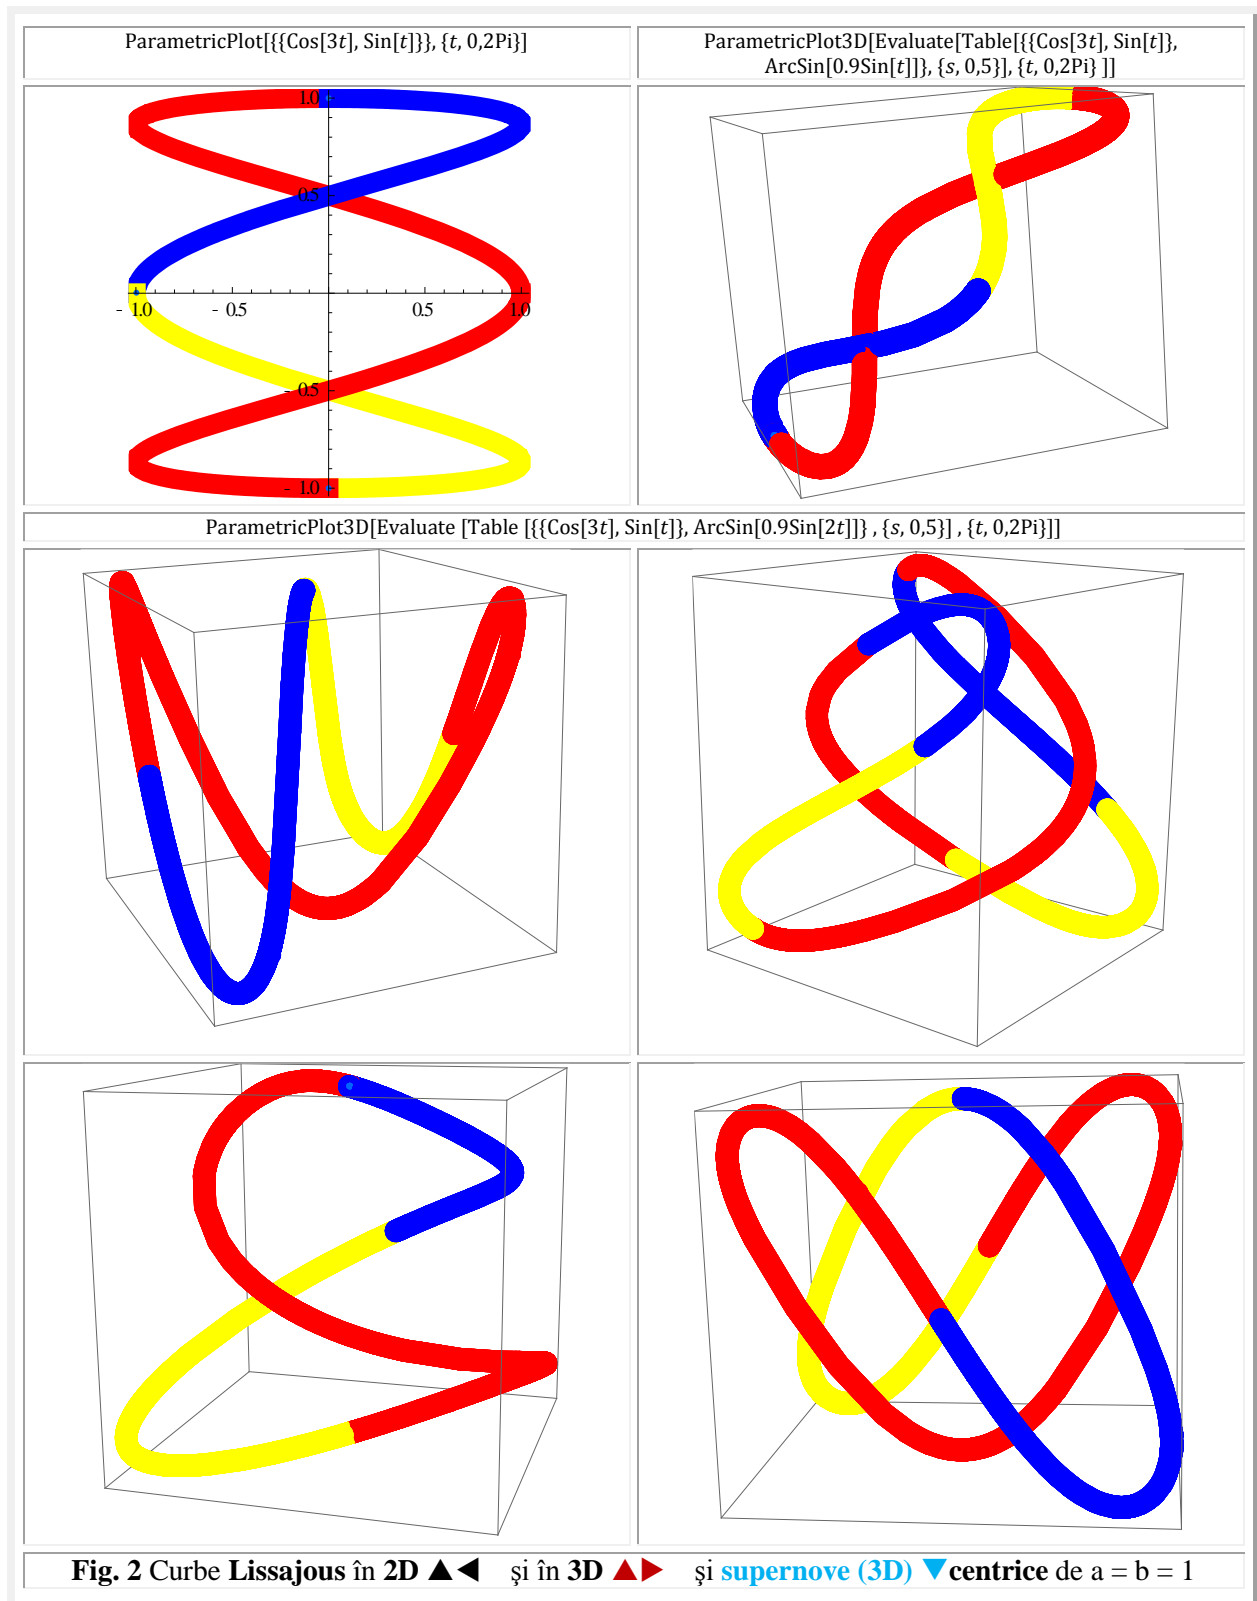 ParametricPlot[{{Cos[3t], Sin[t]}}, {t, 0,2Pi}]
ParametricPlot3D[Evaluate[Table[{{Cos[3t], Sin[t]},
ArcSin[0.9Sin[t]]}, {s, 0,5}], {t, 0,2Pi} ]]
1.0
0.5
- 1.0
- 0.5
0.5
1.0
- 0.5
- 1.0
ParametricPlot3D[Evaluate [Table [{{Cos[3t], Sin[t]}, ArcSin[0.9Sin[2t]]} , {s, 0,5}] , {t, 0,2Pi}]]
Fig. 2 Curbe Lissajous în 2D ▲◀ şi în 3D ▲▶ şi supernove (3D) ▼centrice de a = b = 1